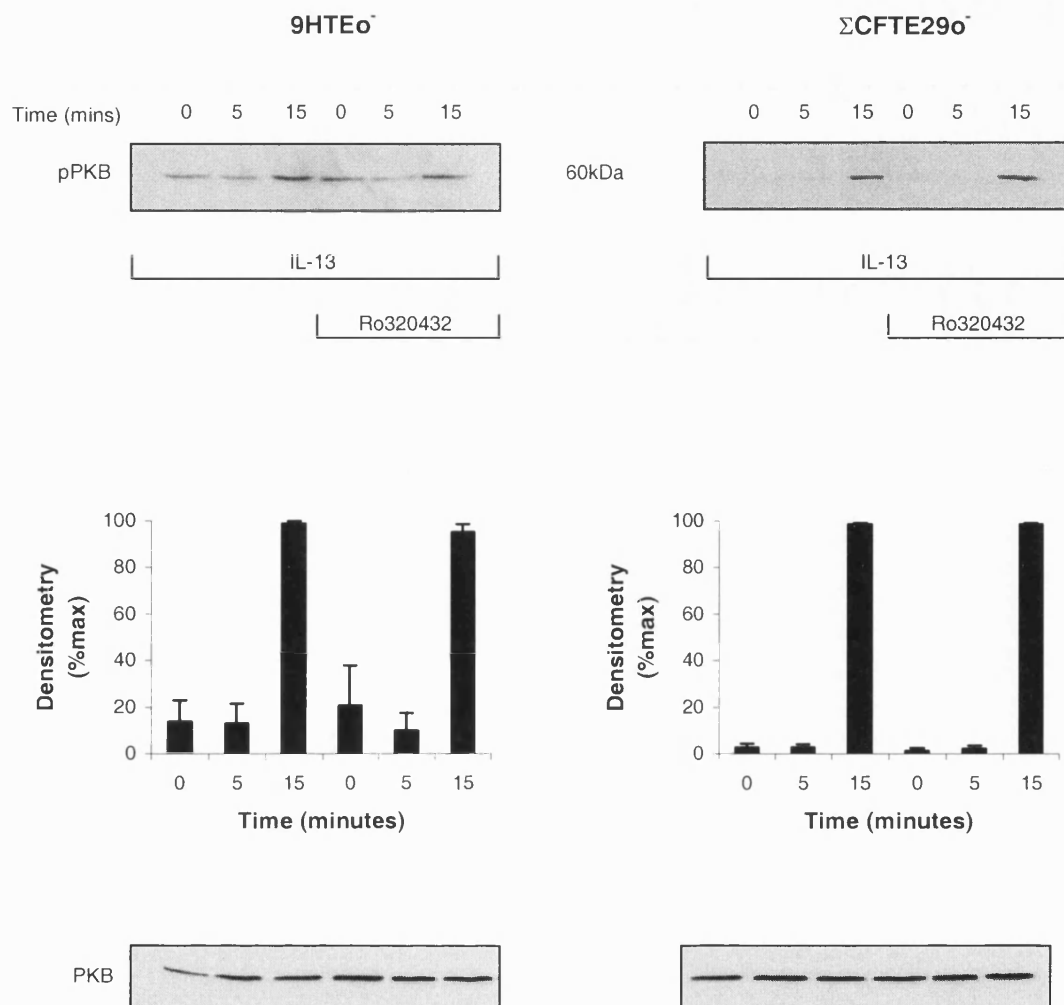 9HTEo⁻ ΣCFTE29o⁻
Time (mins) 0 5 15 0 5 15 0 5 15 0 5 15
pPKB 60kDa
IL-13 IL-13
Ro320432 Ro320432
100 100
80 80
60 60
40 40
20 20
0 0
Densitometry
(%max)
Densitometry
(%max)
0 5 15 0 5 15 0 5 15 0 5 15
Time (minutes) Time (minutes)
PKB